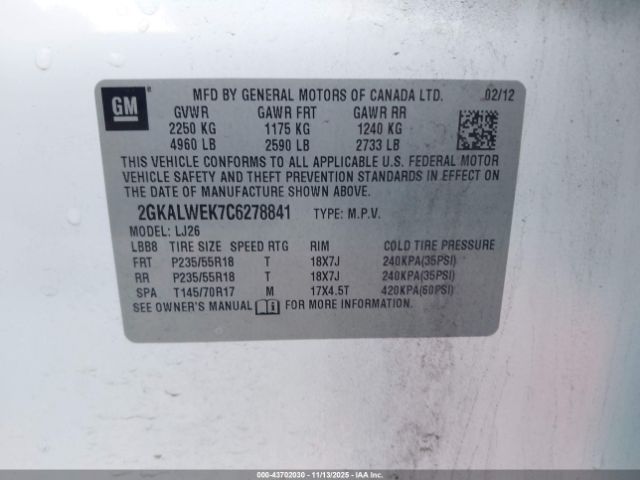 GM
MFD BY GENERAL MOTORS OF CANADA LTD. 02/12
GVWR GAWR FRT GAWR RR
2250 KG 1175 KG 1240 KG
4960 LB 2590 LB 2733 LB
THIS VEHICLE CONFORMS TO ALL APPLICABLE U.S. FEDERAL MOTOR
VEHICLE SAFETY AND THEFT PREVENTION STANDARDS IN EFFECT ON
THE DATE OF MANUFACTURE SHOWN ABOVE.
2GKALWEK7C6278841 TYPE: M.P.V.
MODEL: LJ26
LBB8 TIRE SIZE SPEED RTG RIM COLD TIRE PRESSURE
FRT P235/55R18 T 18X7J 240KPA(35PSI)
RR P235/55R18 T 18X7J 240KPA(35PSI)
SPA T145/70R17 M 17X4.5T 420KPA(60PSI)
SEE OWNER'S MANUAL i FOR MORE INFORMATION.
000-43702030 - 11/13/2025 - IAAI.COM